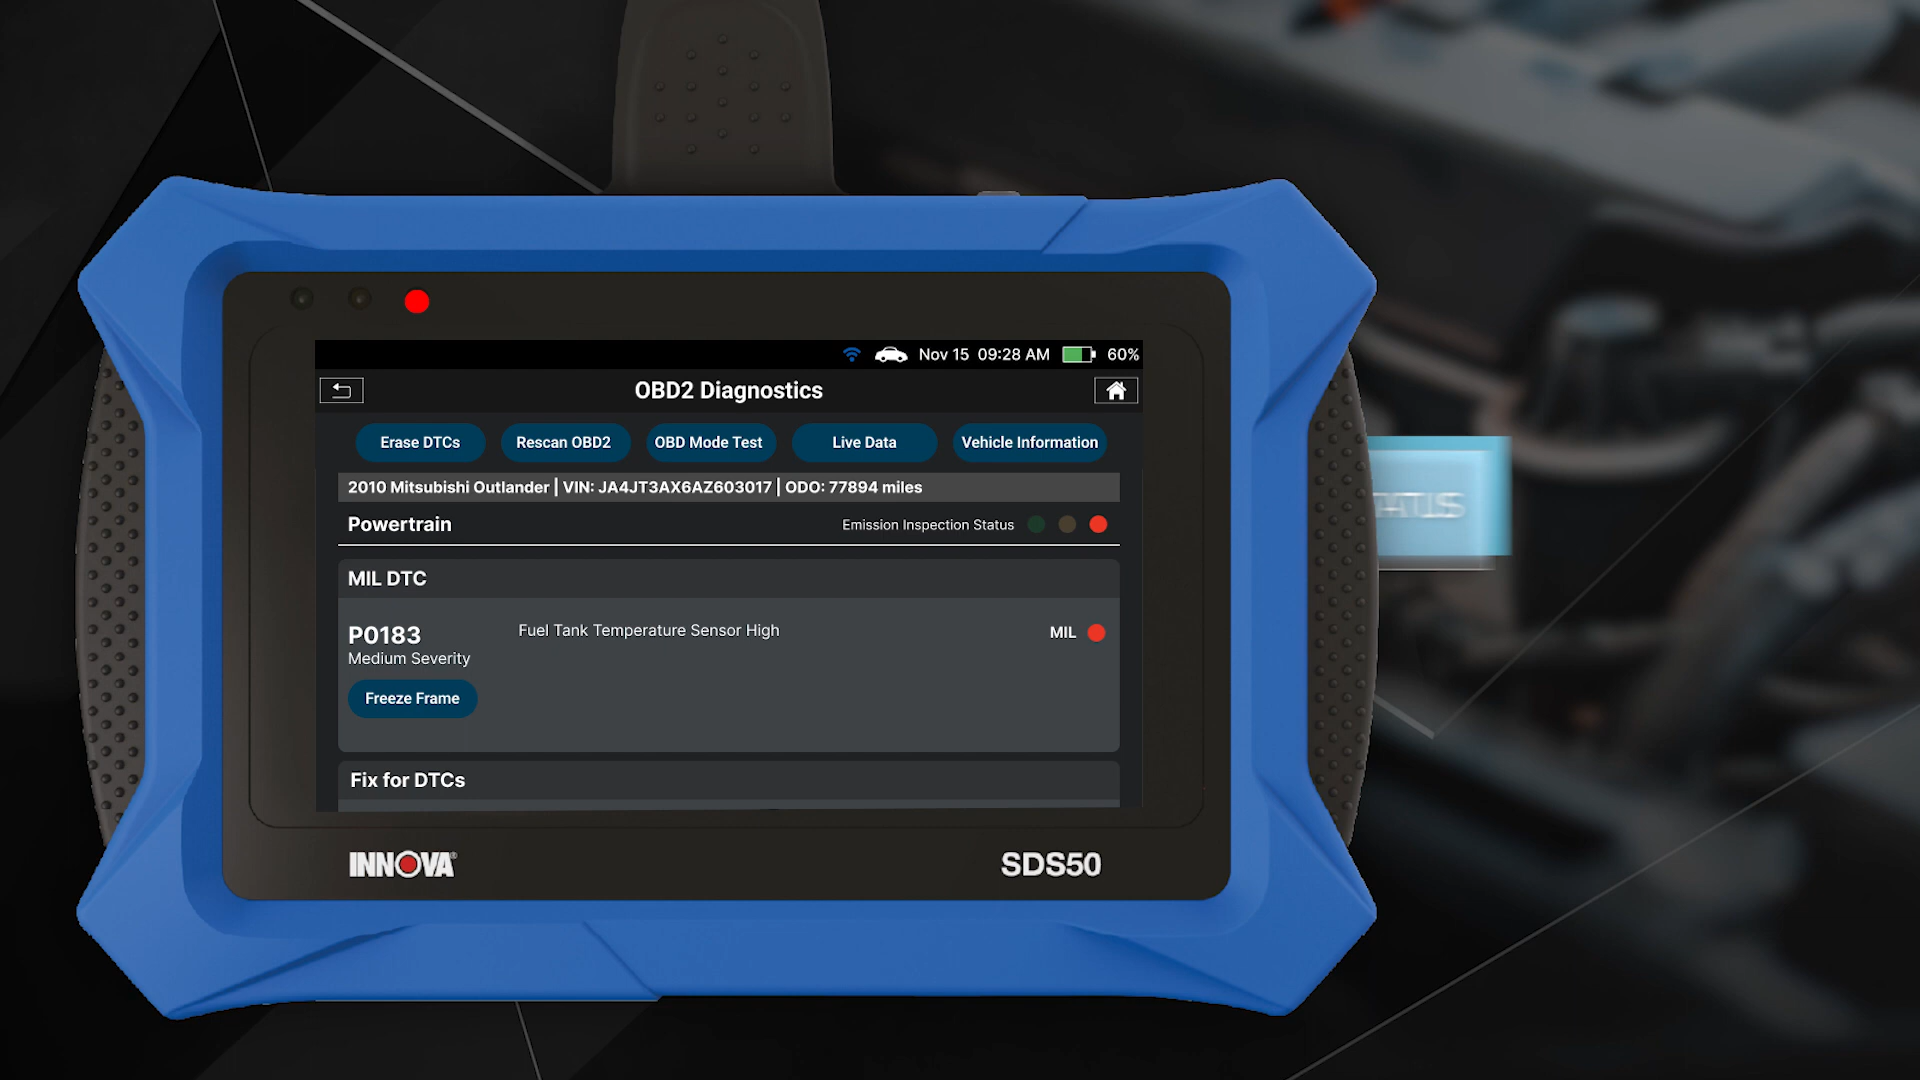 Nov 15 09:28 AM 60%
OBD2 Diagnostics
Erase DTCs Rescan OBD2 OBD Mode Test Live Data Vehicle Information
2010 Mitsubishi Outlander | VIN: JA4JT3AX6AZ603017 | ODO: 77894 miles
Powertrain Emission Inspection Status
MIL DTC
P0183 Fuel Tank Temperature Sensor High MIL
Medium Severity
Freeze Frame
Fix for DTCs
INNOVA® SDS50